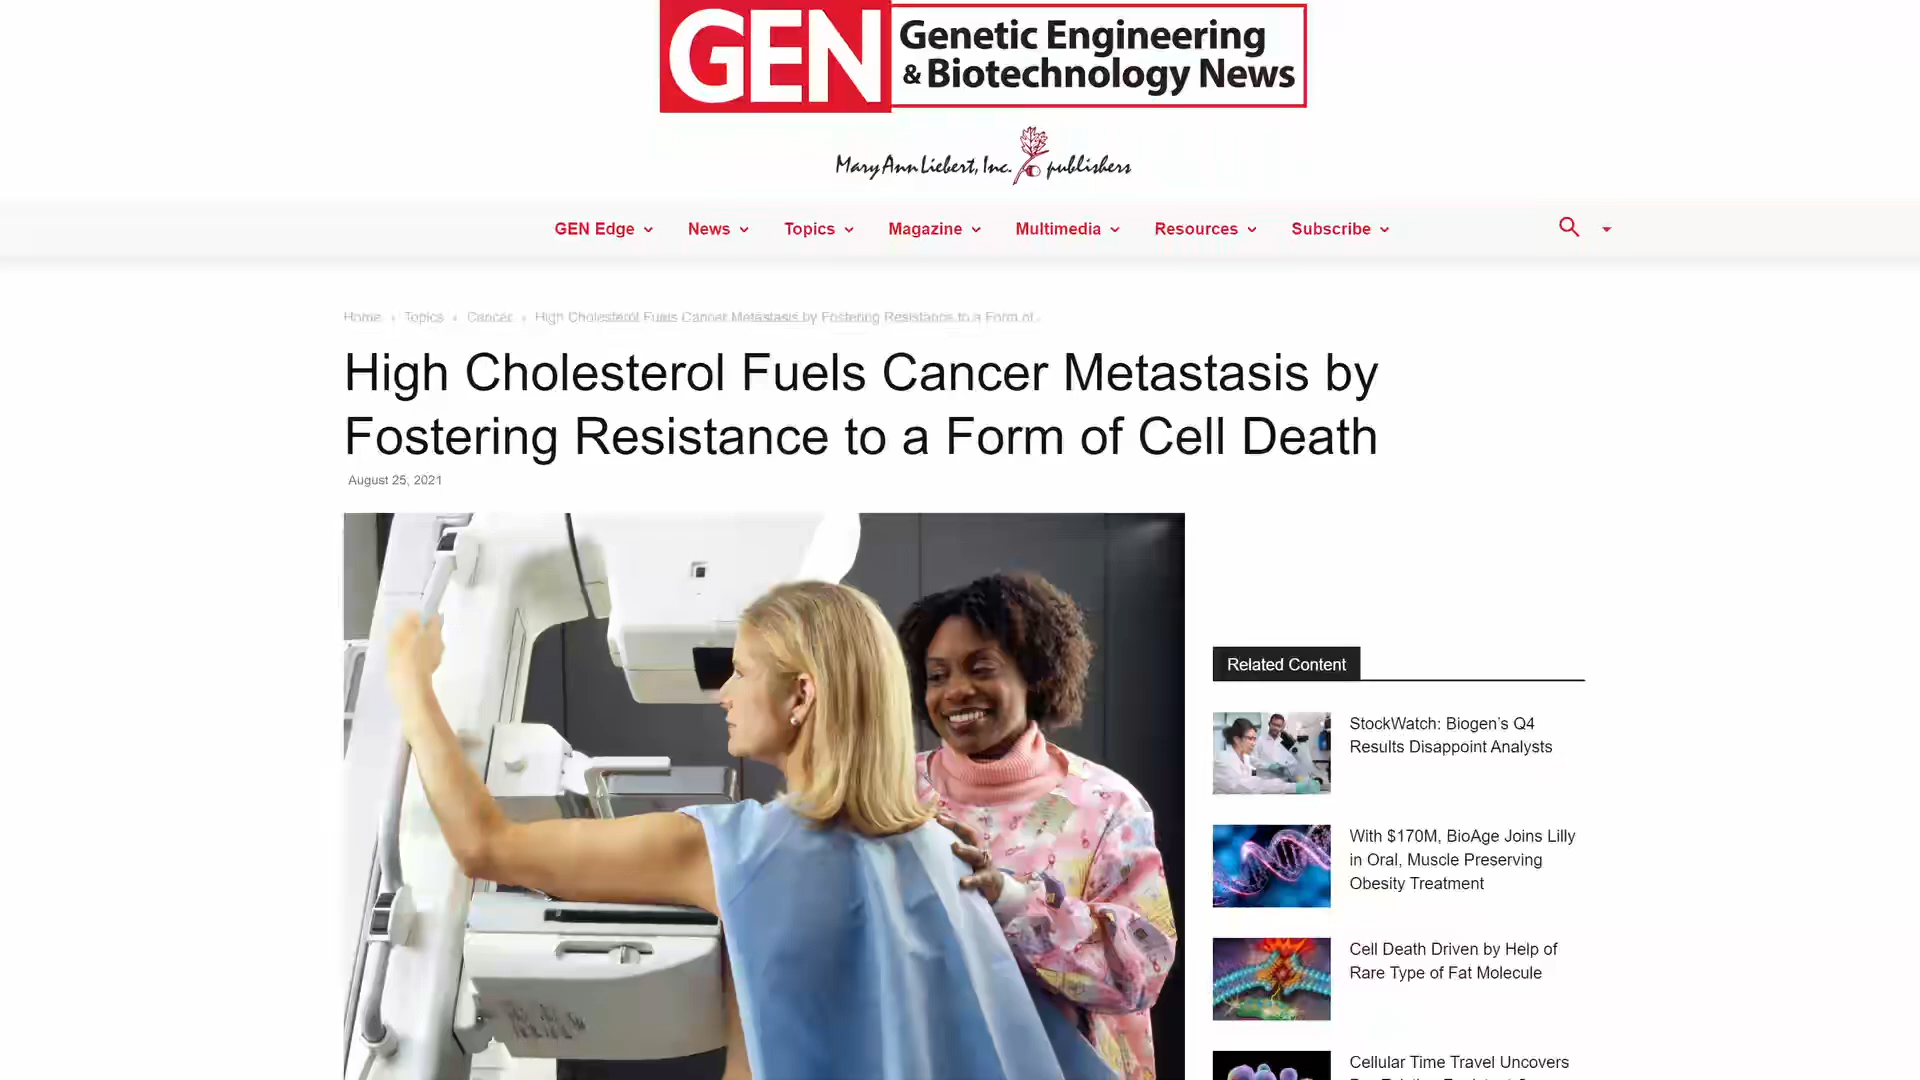 GEN Genetic Engineering
& Biotechnology News
Mary Ann Liebert, Inc. publishers
GEN Edge News Topics Magazine Multimedia Resources Subscribe
Home Topics Cancer High Cholesterol Fuels Cancer Metastasis by Fostering Resistance to a Form of
High Cholesterol Fuels Cancer Metastasis by
Fostering Resistance to a Form of Cell Death
August 25, 2021
Related Content
StockWatch: Biogen’s Q4
Results Disappoint Analysts
With $170M, BioAge Joins Lilly
in Oral, Muscle Preserving
Obesity Treatment
Cell Death Driven by Help of
Rare Type of Fat Molecule
Cellular Time Travel Uncovers